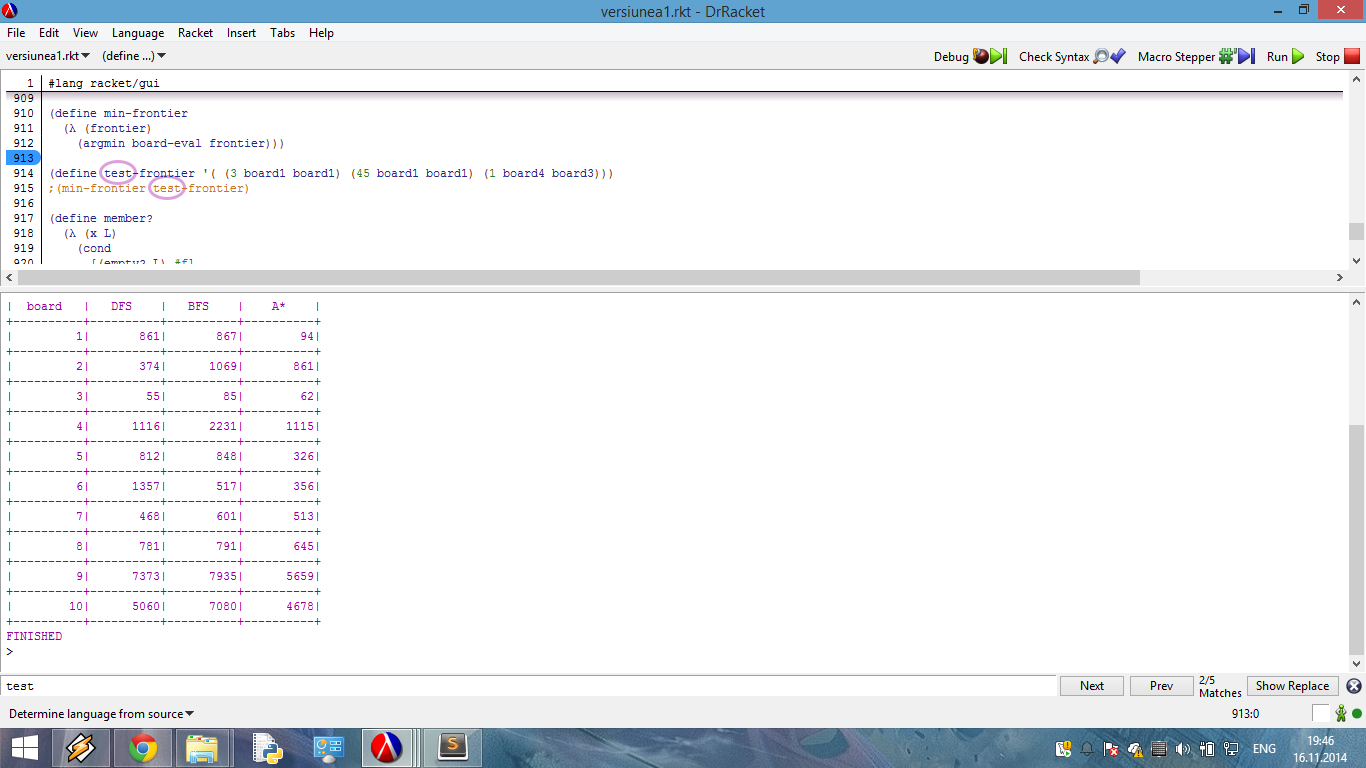 versiunea1.rkt - DrRacket
File Edit View Language Racket Insert Tabs Help
versiunea1.rkt (define ...) Debug Check Syntax Macro Stepper Run Stop
1 #lang racket/gui
909
910 (define min-frontier
911 (λ (frontier)
912 (argmin board-eval frontier)))
913
914 (define test-frontier '( (3 board1 board1) (45 board1 board1) (1 board4 board3)))
915 ;(min-frontier test-frontier)
916
917 (define member?
918 (λ (x L)
919 (cond
920 [(empty? L) #f]
| board | DFS | BFS | A* |
+----------+----------+----------+----------+
| 1| 861| 867| 94|
+----------+----------+----------+----------+
| 2| 374| 1069| 861|
+----------+----------+----------+----------+
| 3| 55| 85| 62|
+----------+----------+----------+----------+
| 4| 1116| 2231| 1115|
+----------+----------+----------+----------+
| 5| 812| 848| 326|
+----------+----------+----------+----------+
| 6| 1357| 517| 356|
+----------+----------+----------+----------+
| 7| 468| 601| 513|
+----------+----------+----------+----------+
| 8| 781| 791| 645|
+----------+----------+----------+----------+
| 9| 7373| 7935| 5659|
+----------+----------+----------+----------+
| 10| 5060| 7080| 4678|
+----------+----------+----------+----------+
FINISHED
>
test Next Prev 2/5 Matches Show Replace
Determine language from source 913:0
ENG 19:46
16.11.2014